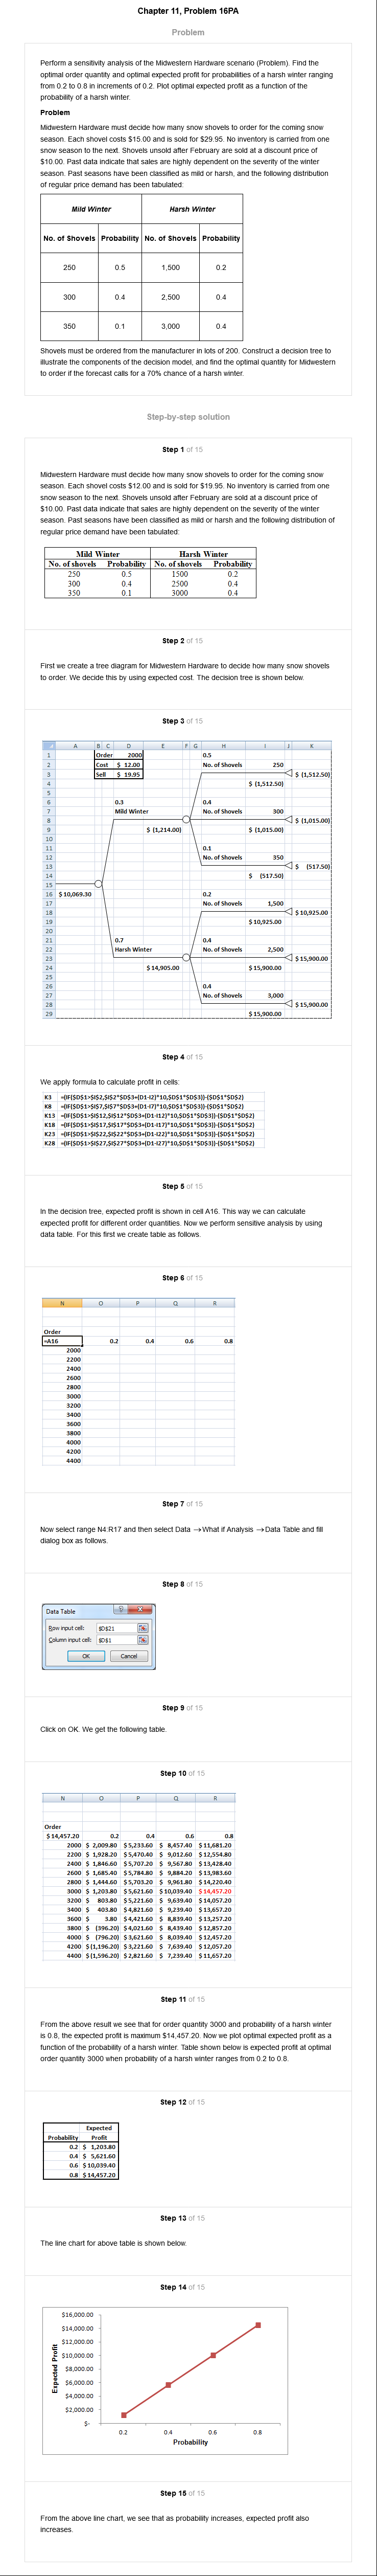 Chapter 11, Problem 16PA
Problem
Perform a sensitivity analysis of the Midwestern Hardware scenario (Problem). Find the
optimal order quantity and optimal expected profit for probabilities of a harsh winter ranging
from 0.2 to 0.8 in increments of 0.2. Plot optimal expected profit as a function of the
probability of a harsh winter.
Problem
Midwestern Hardware must decide how many snow shovels to order for the coming snow
season. Each shovel costs $15.00 and is sold for $29.95. No inventory is carried from one
snow season to the next. Shovels unsold after February are sold at a discount price of
$10.00. Past data indicate that sales are highly dependent on the severity of the winter
season. Past seasons have been classified as mild or harsh, and the following distribution
of regular price demand has been tabulated:
Mild Winter Harsh Winter
No. of Shovels Probability No. of Shovels Probability
250 0.5 1,500 0.2
300 0.4 2,500 0.4
350 0.1 3,000 0.4
Shovels must be ordered from the manufacturer in lots of 200. Construct a decision tree to
illustrate the components of the decision model, and find the optimal quantity for Midwestern
to order if the forecast calls for a 70% chance of a harsh winter.
Step-by-step solution
Step 1 of 15
Midwestern Hardware must decide how many snow shovels to order for the coming snow
season. Each shovel costs $12.00 and is sold for $19.95. No inventory is carried from one
snow season to the next. Shovels unsold after February are sold at a discount price of
$10.00. Past data indicate that sales are highly dependent on the severity of the winter
season. Past seasons have been classified as mild or harsh and the following distribution of
regular price demand have been tabulated:
Mild Winter Harsh Winter
No. of shovels Probability No. of shovels Probability
250 0.5 1500 0.2
300 0.4 2500 0.4
350 0.1 3000 0.4
Step 2 of 15
First we create a tree diagram for Midwestern Hardware to decide how many snow shovels
to order. We decide this by using expected cost. The decision tree is shown below.
Step 3 of 15
A B C D E F G H I J K
1 Order 2000 0.5
2 Cost $ 12.00 No. of Shovels 250
3 Sell $ 19.95 $ (1,512.50)
4 $ (1,512.50)
5
6 0.3 0.4
7 Mild Winter No. of Shovels 300
8 $ (1,015.00)
9 $ (1,214.00) $ (1,015.00)
10
11 0.1
12 No. of Shovels 350
13 $ (517.50)
14 $ (517.50)
15
16 $ 10,069.30 0.2
17 No. of Shovels 1,500
18 $ 10,925.00
19 $ 10,925.00
20
21 0.7 0.4
22 Harsh Winter No. of Shovels 2,500
23 $ 15,900.00
24 $ 14,905.00 $ 15,900.00
25
26 0.4
27 No. of Shovels 3,000
28 $ 15,900.00
29 $ 15,900.00
Step 4 of 15
We apply formula to calculate profit in cells:
K3 =(IF($D$1>$I$2,$I$2*$D$3+(D1-I2)*10,$D$1*$D$3))-($D$1*$D$2)
K8 =(IF($D$1>$I$7,$I$7*$D$3+(D1-I7)*10,$D$1*$D$3))-($D$1*$D$2)
K13 =(IF($D$1>$I$12,$I$12*$D$3+(D1-I12)*10,$D$1*$D$3))-($D$1*$D$2)
K18 =(IF($D$1>$I$17,$I$17*$D$3+(D1-I17)*10,$D$1*$D$3))-($D$1*$D$2)
K23 =(IF($D$1>$I$22,$I$22*$D$3+(D1-I22)*10,$D$1*$D$3))-($D$1*$D$2)
K28 =(IF($D$1>$I$27,$I$27*$D$3+(D1-I27)*10,$D$1*$D$3))-($D$1*$D$2)
Step 5 of 15
In the decision tree, expected profit is shown in cell A16. This way we can calculate
expected profit for different order quantities. Now we perform sensitive analysis by using
data table. For this first we create table as follows.
Step 6 of 15
N O P Q R
Order
=A16 0.2 0.4 0.6 0.8
2000
2200
2400
2600
2800
3000
3200
3400
3600
3800
4000
4200
4400
Step 7 of 15
Now select range N4:R17 and then select Data → What if Analysis → Data Table and fill
dialog box as follows.
Step 8 of 15
Data Table
Row input cell: $D$21
Column input cell: $D$1
OK Cancel
Step 9 of 15
Click on OK. We get the following table.
Step 10 of 15
N O P Q R
Order
$ 14,457.20 0.2 0.4 0.6 0.8
2000 $ 2,009.80 $ 5,233.60 $ 8,457.40 $ 11,681.20
2200 $ 1,928.20 $ 5,470.40 $ 9,012.60 $ 12,554.80
2400 $ 1,846.60 $ 5,707.20 $ 9,567.80 $ 13,428.40
2600 $ 1,685.40 $ 5,784.80 $ 9,884.20 $ 13,983.60
2800 $ 1,444.60 $ 5,703.20 $ 9,961.80 $ 14,220.40
3000 $ 1,203.80 $ 5,621.60 $ 10,039.40 $ 14,457.20
3200 $ 803.80 $ 5,221.60 $ 9,639.40 $ 14,057.20
3400 $ 403.80 $ 4,821.60 $ 9,239.40 $ 13,657.20
3600 $ 3.80 $ 4,421.60 $ 8,839.40 $ 13,257.20
3800 $ (396.20) $ 4,021.60 $ 8,439.40 $ 12,857.20
4000 $ (796.20) $ 3,621.60 $ 8,039.40 $ 12,457.20
4200 $ (1,196.20) $ 3,221.60 $ 7,639.40 $ 12,057.20
4400 $ (1,596.20) $ 2,821.60 $ 7,239.40 $ 11,657.20
Step 11 of 15
From the above result we see that for order quantity 3000 and probability of a harsh winter
is 0.8, the expected profit is maximum $14,457.20. Now we plot optimal expected profit as a
function of the probability of a harsh winter. Table shown below is expected profit at optimal
order quantity 3000 when probability of a harsh winter ranges from 0.2 to 0.8.
Step 12 of 15
Expected
Probability Profit
0.2 $ 1,203.80
0.4 $ 5,621.60
0.6 $ 10,039.40
0.8 $ 14,457.20
Step 13 of 15
The line chart for above table is shown below.
Step 14 of 15
$16,000.00
$14,000.00
$12,000.00
$10,000.00
$8,000.00
$6,000.00
$4,000.00
$2,000.00
$-
Expected Profit
0.2 0.4 0.6 0.8
Probability
Step 15 of 15
From the above line chart, we see that as probability increases, expected profit also
increases.